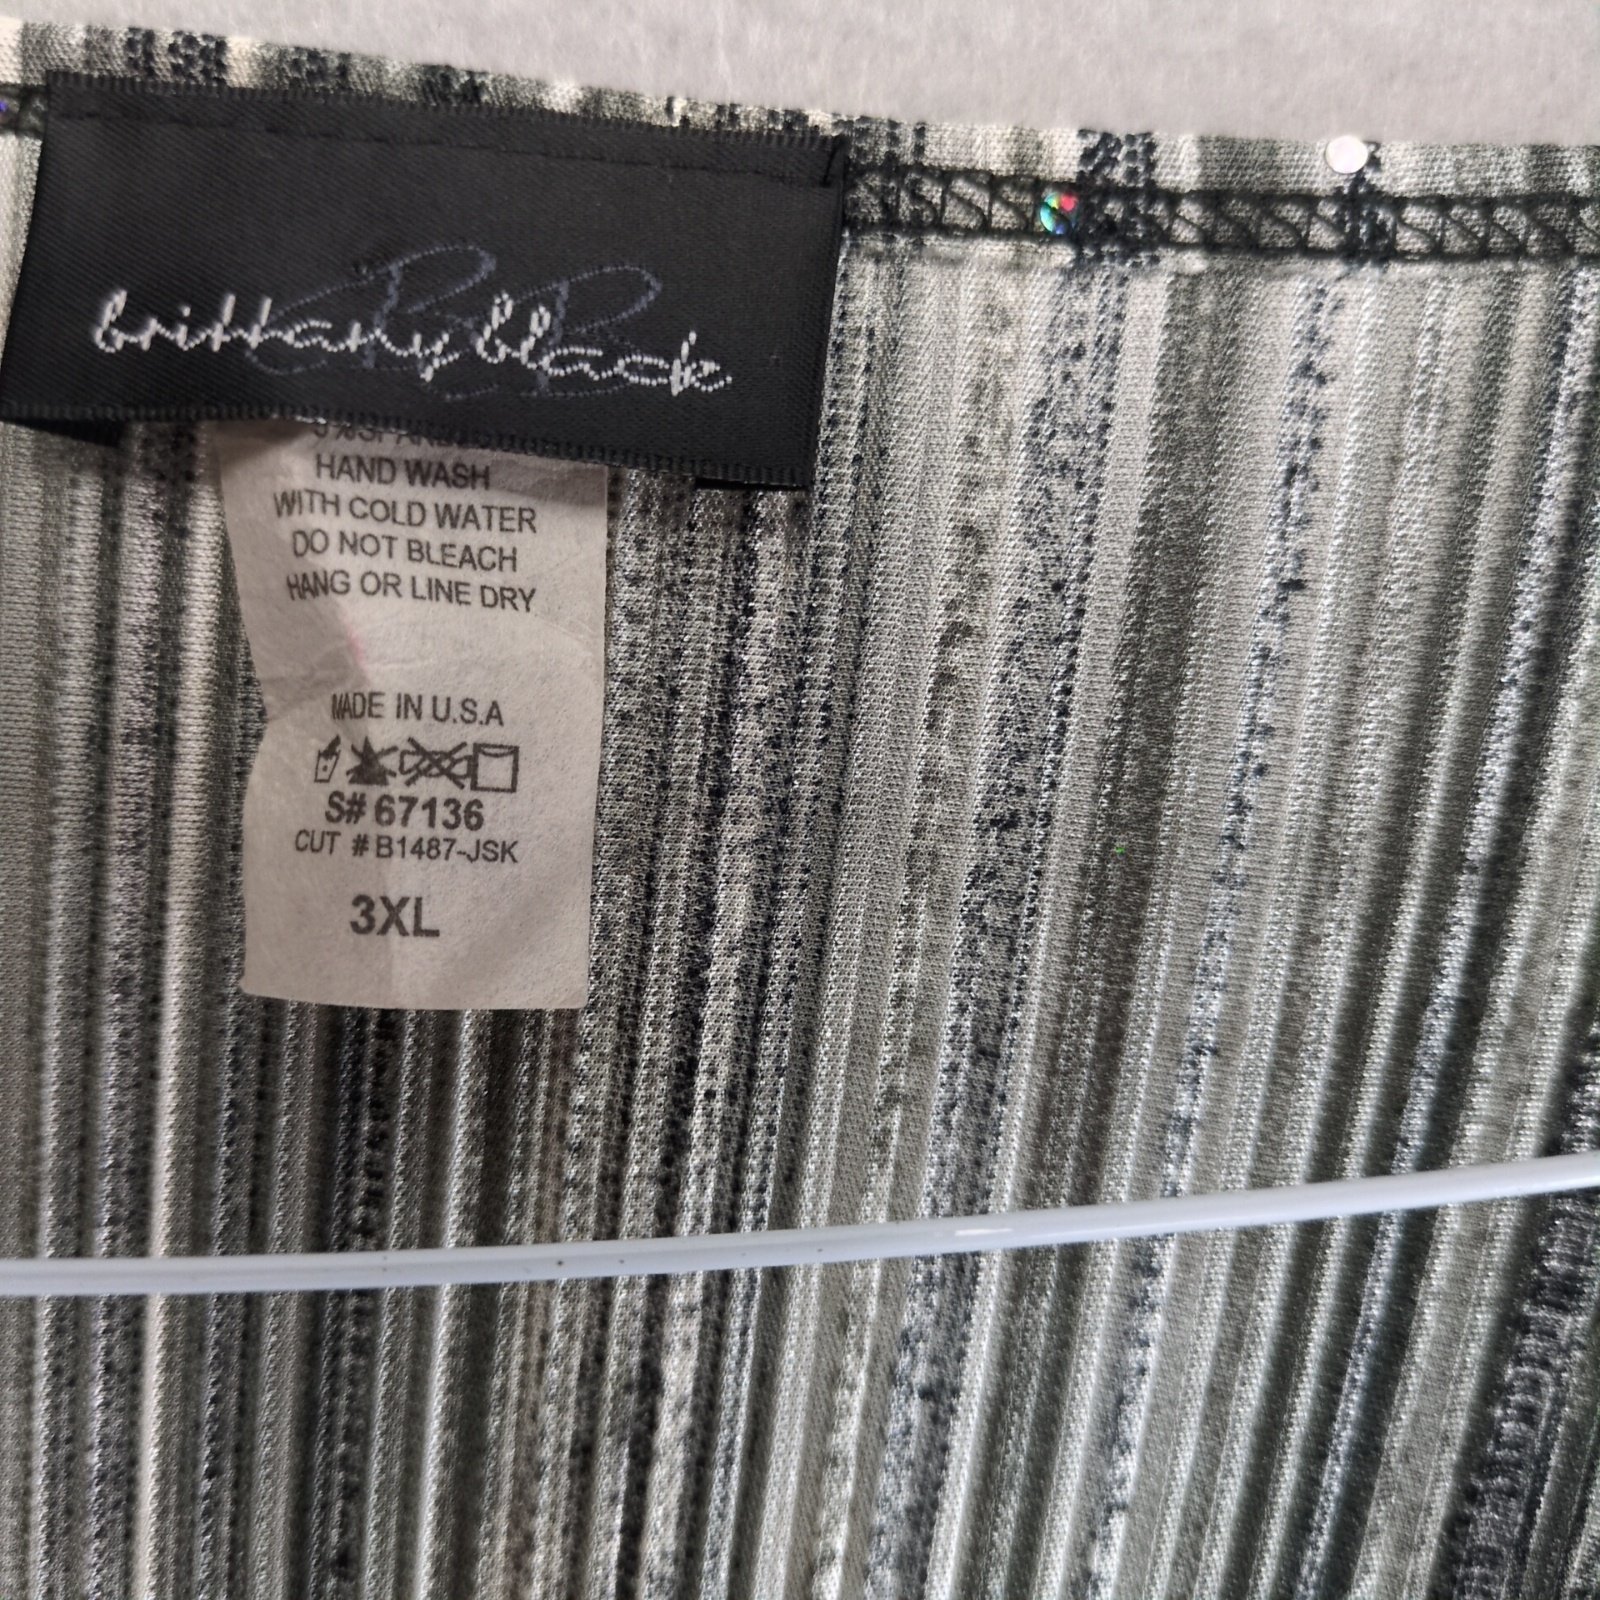 brittany black
HAND WASH
WITH COLD WATER
DO NOT BLEACH
HANG OR LINE DRY
MADE IN U.S.A
S# 67136
CUT # B1487-JSK
3XL